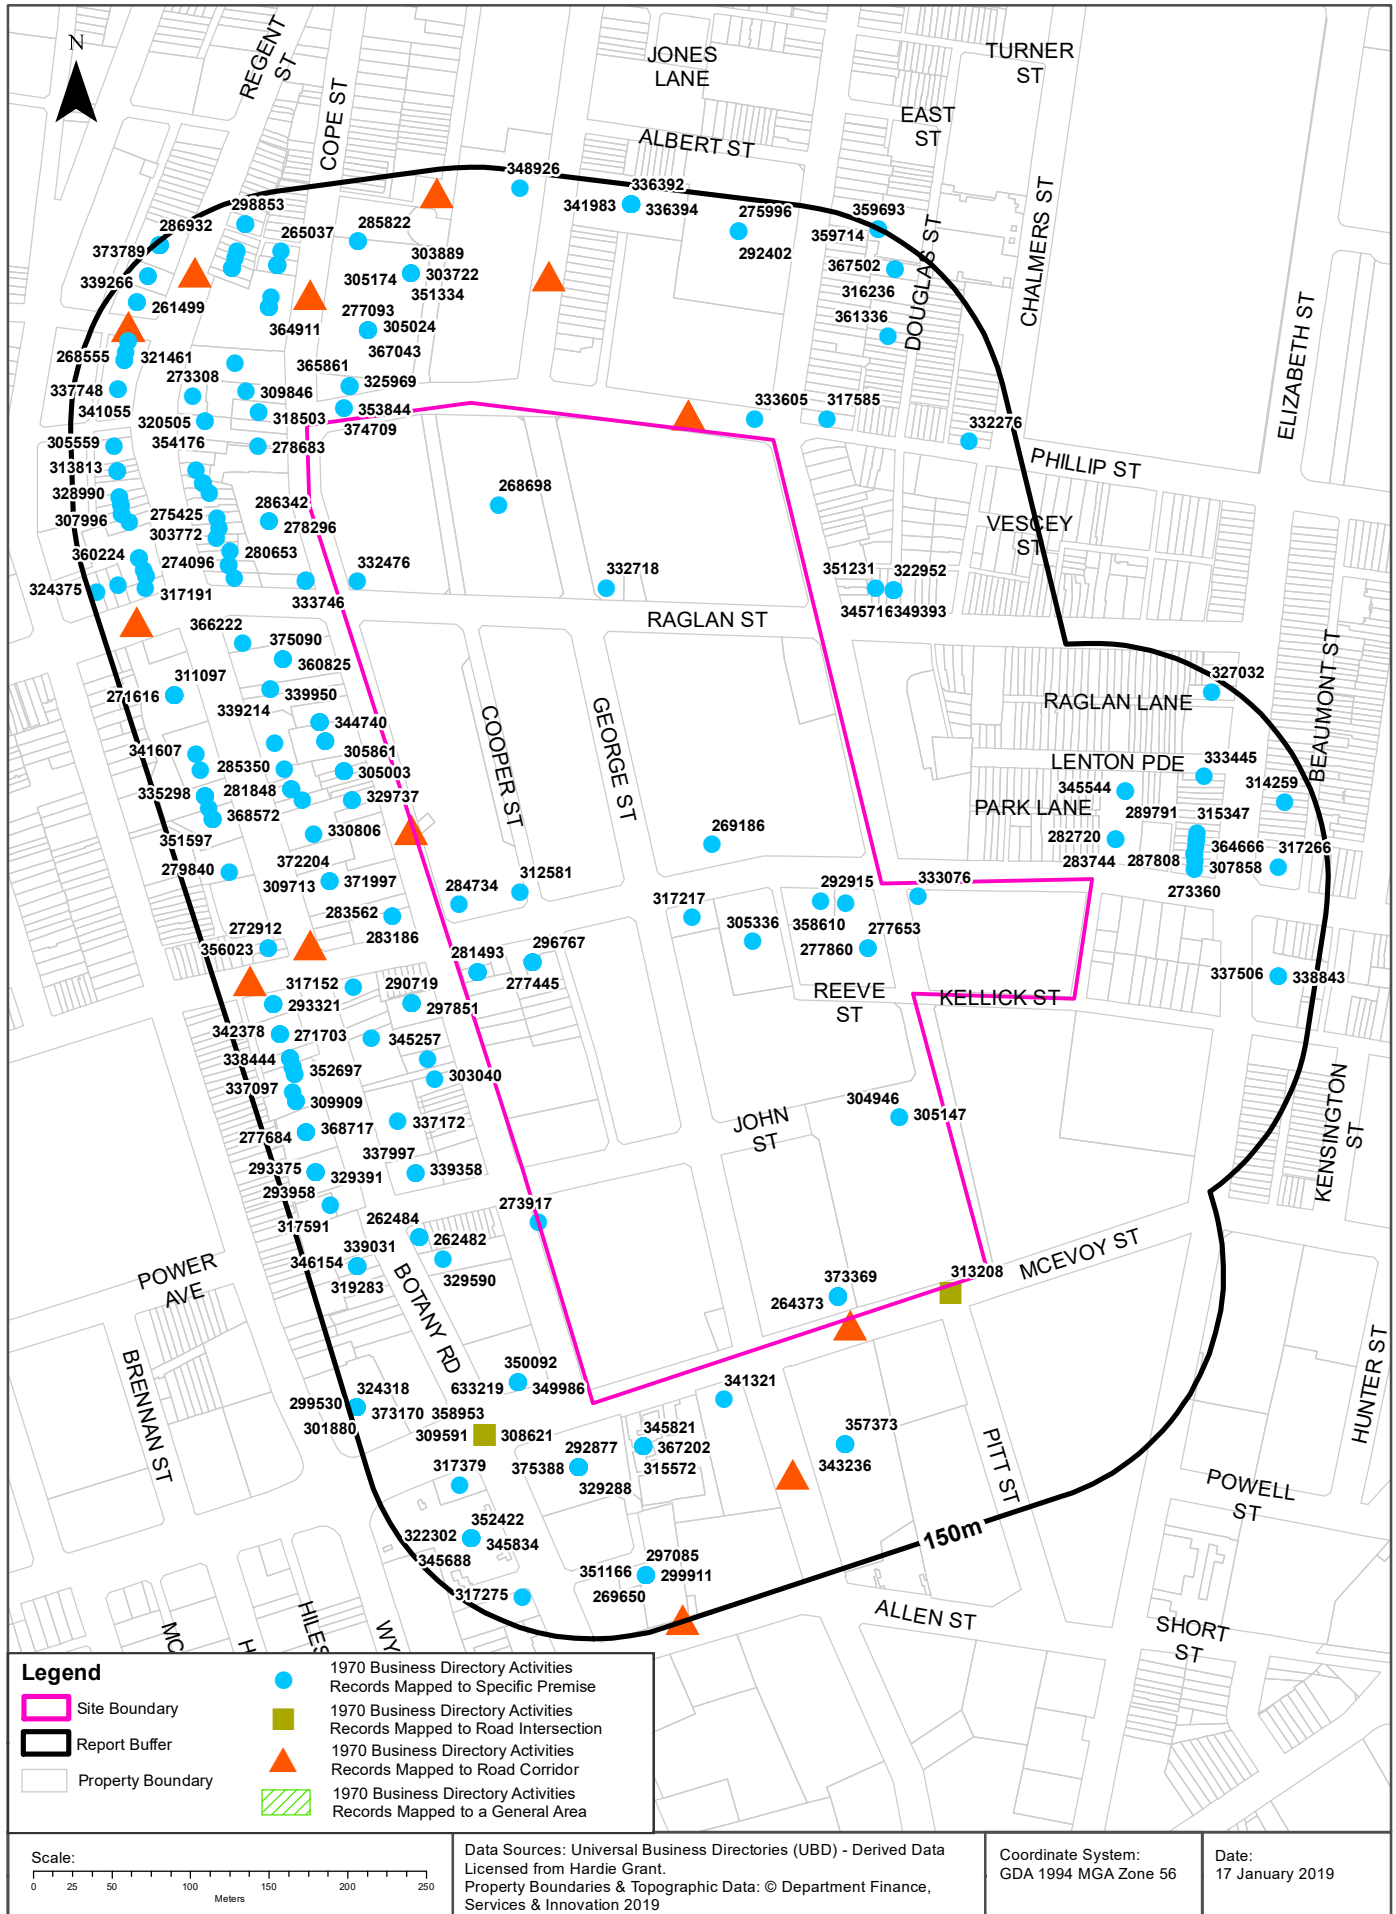 N
REGENT
ST
COPE ST
JONES
LANE
TURNER
ST
EAST
ST
ALBERT ST
348926
336392
341983
336394
298853
286932
265037
285822
275996
292402
359693
359714
DOUGLAS ST
CHALMERS ST
373789
303889
305174
303722
351334
367502
316236
339266
261499
277093
305024
364911
367043
361336
ELIZABETH ST
268555
321461
365861
325969
273308
337748
309846
341055
353844
333605
317585
320505
318503
374709
332276
305559
354176
278683
PHILLIP ST
313813
268698
328990
286342
275425
307996
303772
278296
VESCEY
ST
360224
280653
274096
332476
332718
351231
322952
324375
317191
333746
345716
349393
RAGLAN ST
366222
375090
360825
BEAUMONT ST
311097
327032
271616
339950
RAGLAN LANE
339214
344740
COOPER ST
GEORGE ST
341607
305861
285350
305003
LENTON PDE
333445
335298
281848
329737
345544
314259
PARK LANE
289791
315347
368572
330806
351597
282720
364666
317266
269186
283744
287808
307858
279840
372204
309713
371997
312581
284734
292915
333076
273360
317217
283562
358610
283186
305336
277653
272912
356023
277860
281493
296767
317152
290719
277445
337506
338843
293321
297851
REEVE
ST
KELLICK ST
342378
271703
345257
338444
352697
303040
337097
309909
KENSINGTON
ST
304946
305147
277684
368717
337172
JOHN
ST
337997
293375
329391
339358
293958
317591
262484
273917
339031
262482
346154
319283
329590
POWER
AVE
MCEVOY ST
313208
373369
264373
BOTANY RD
BRENNAN ST
350092
633219
349986
HUNTER ST
324318
299530
373170
301880
358953
309591
308621
341321
345821
367202
315572
357373
343236
292877
375388
329288
317379
PITT ST
POWELL
ST
352422
322302
345834
345688
150m
297085
351166
299911
269650
317275
ALLEN ST
SHORT
ST
MC
H
HILES
WY
Legend
Site Boundary
Report Buffer
Property Boundary
1970 Business Directory Activities
Records Mapped to Specific Premise
1970 Business Directory Activities
Records Mapped to Road Intersection
1970 Business Directory Activities
Records Mapped to Road Corridor
1970 Business Directory Activities
Records Mapped to a General Area
Scale:
0 25 50 100 150 200 250
Meters
Data Sources: Universal Business Directories (UBD) - Derived Data
Licensed from Hardie Grant.
Property Boundaries & Topographic Data: © Department Finance,
Services & Innovation 2019
Coordinate System:
GDA 1994 MGA Zone 56
Date:
17 January 2019